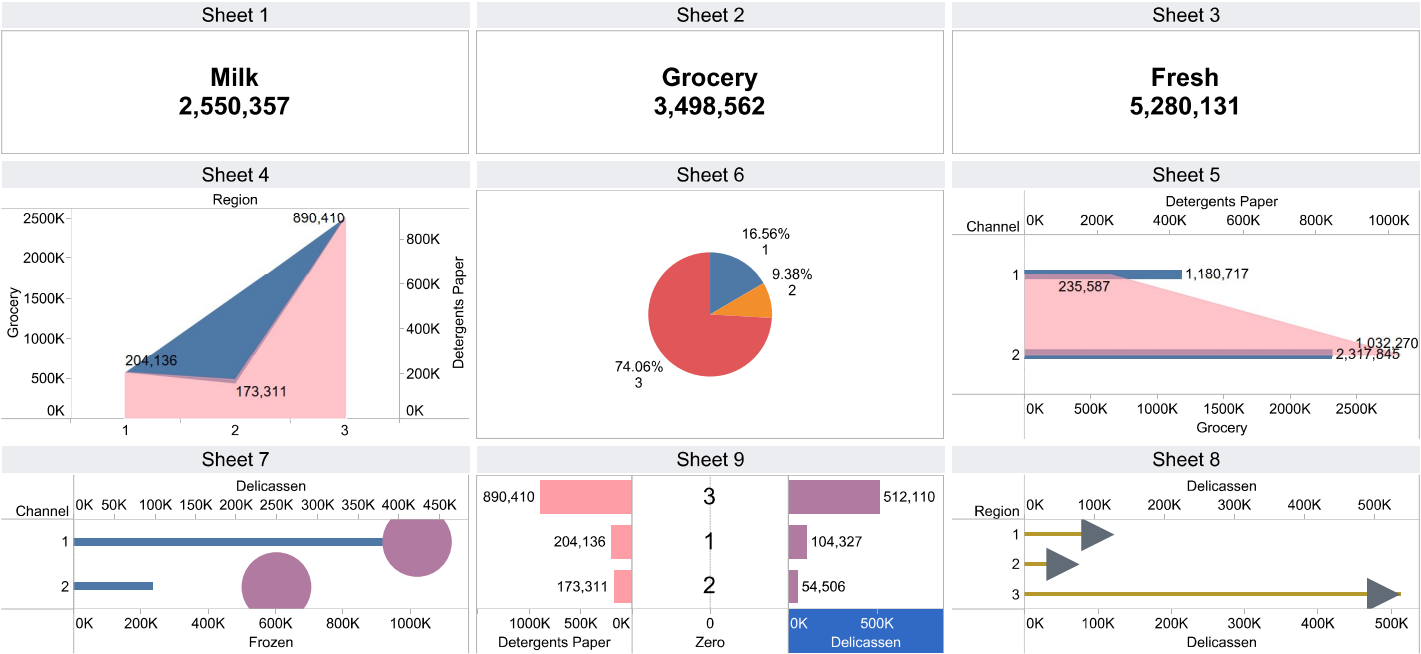 Sheet 1
Milk
2,550,357
Sheet 2
Grocery
3,498,562
Sheet 3
Fresh
5,280,131
Sheet 4
Region
2500K
2000K
1500K
1000K
500K
0K
Grocery
890,410
204,136
173,311
800K
600K
400K
200K
0K
Detergents Paper
1 2 3
Sheet 6
16.56%
1
9.38%
2
74.06%
3
Sheet 5
Detergents Paper
Channel 0K 200K 400K 600K 800K 1000K
1 1,180,717
235,587
1,032,270
2 2,317,845
0K 500K 1000K 1500K 2000K 2500K
Grocery
Sheet 7
Delicassen
Channel 0K 50K 100K 150K 200K 250K 300K 350K 400K 450K
1
2
0K 200K 400K 600K 800K 1000K
Frozen
Sheet 9
890,410 3 512,110
204,136 1 104,327
173,311 2 54,506
1000K 500K 0K 0 0K 500K
Detergents Paper Zero Delicassen
Sheet 8
Delicassen
Region 0K 100K 200K 300K 400K 500K
1
2
3
0K 100K 200K 300K 400K 500K
Delicassen